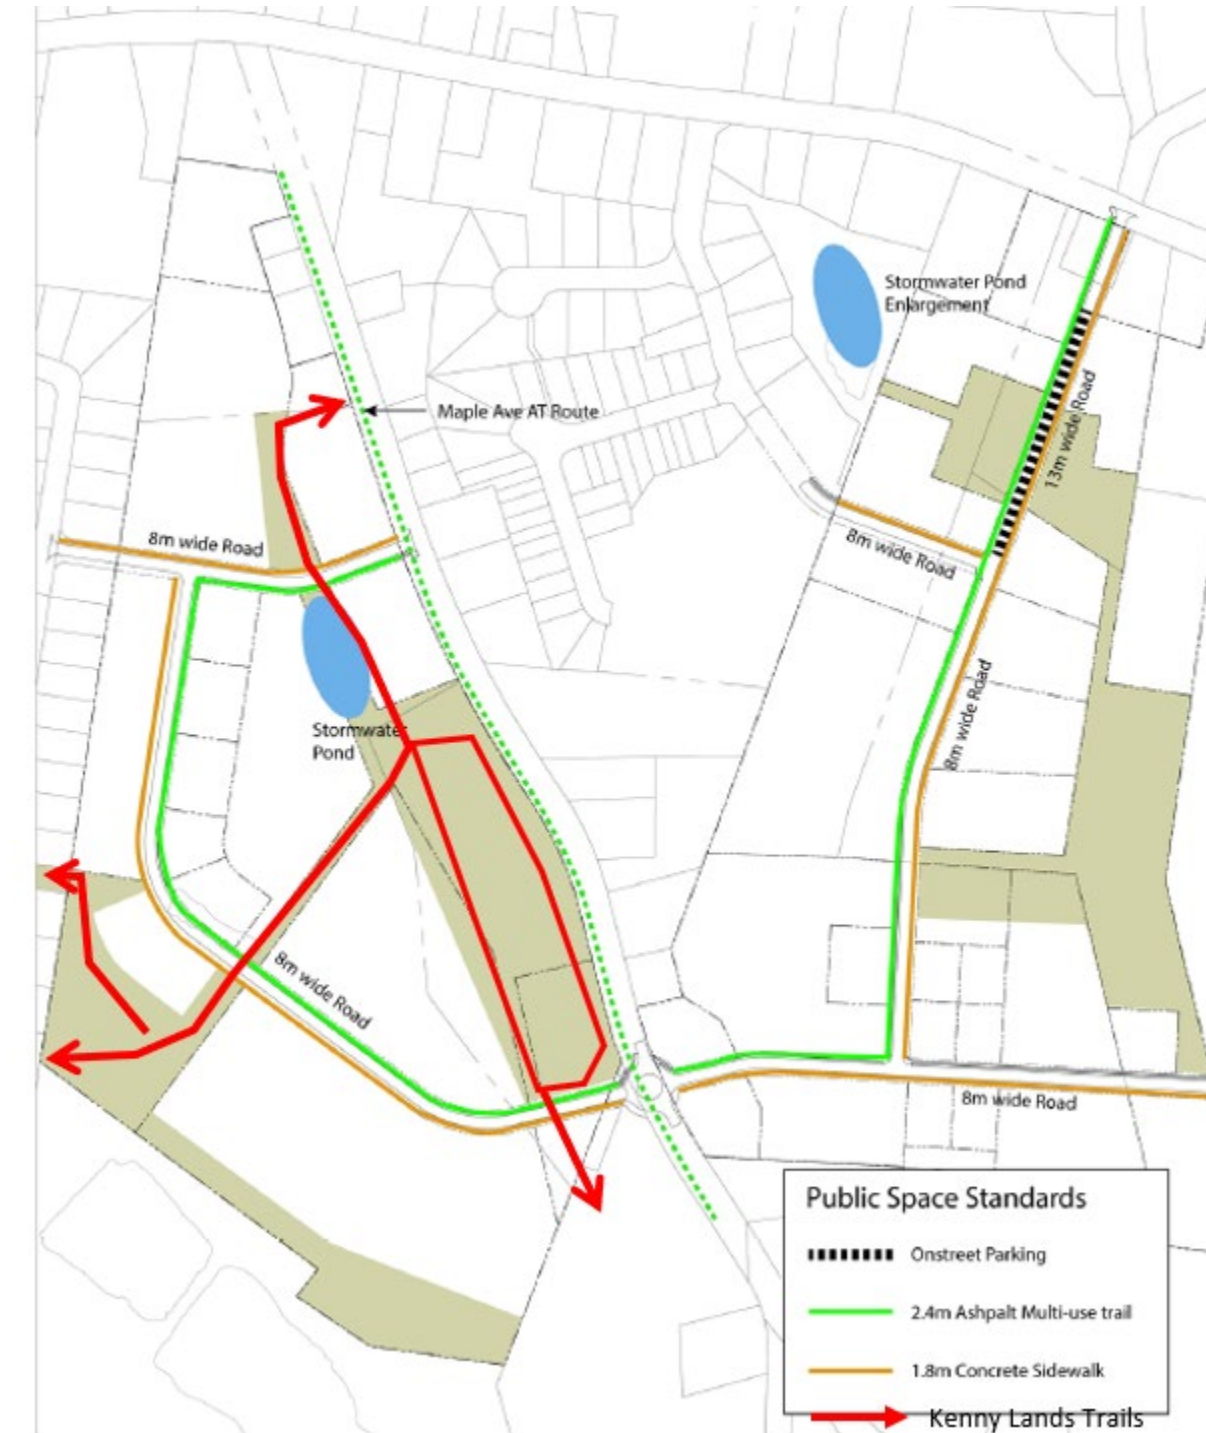 Stormwater Pond
Enlargement
Maple Ave AT Route
13m wide Road
8m wide Road
8m wide Road
8m wide Road
Stormwater
Pond
8m wide Road
8m wide Road
Public Space Standards
Onstreet Parking
2.4m Ashpalt Multi-use trail
1.8m Concrete Sidewalk
Kenny Lands Trails